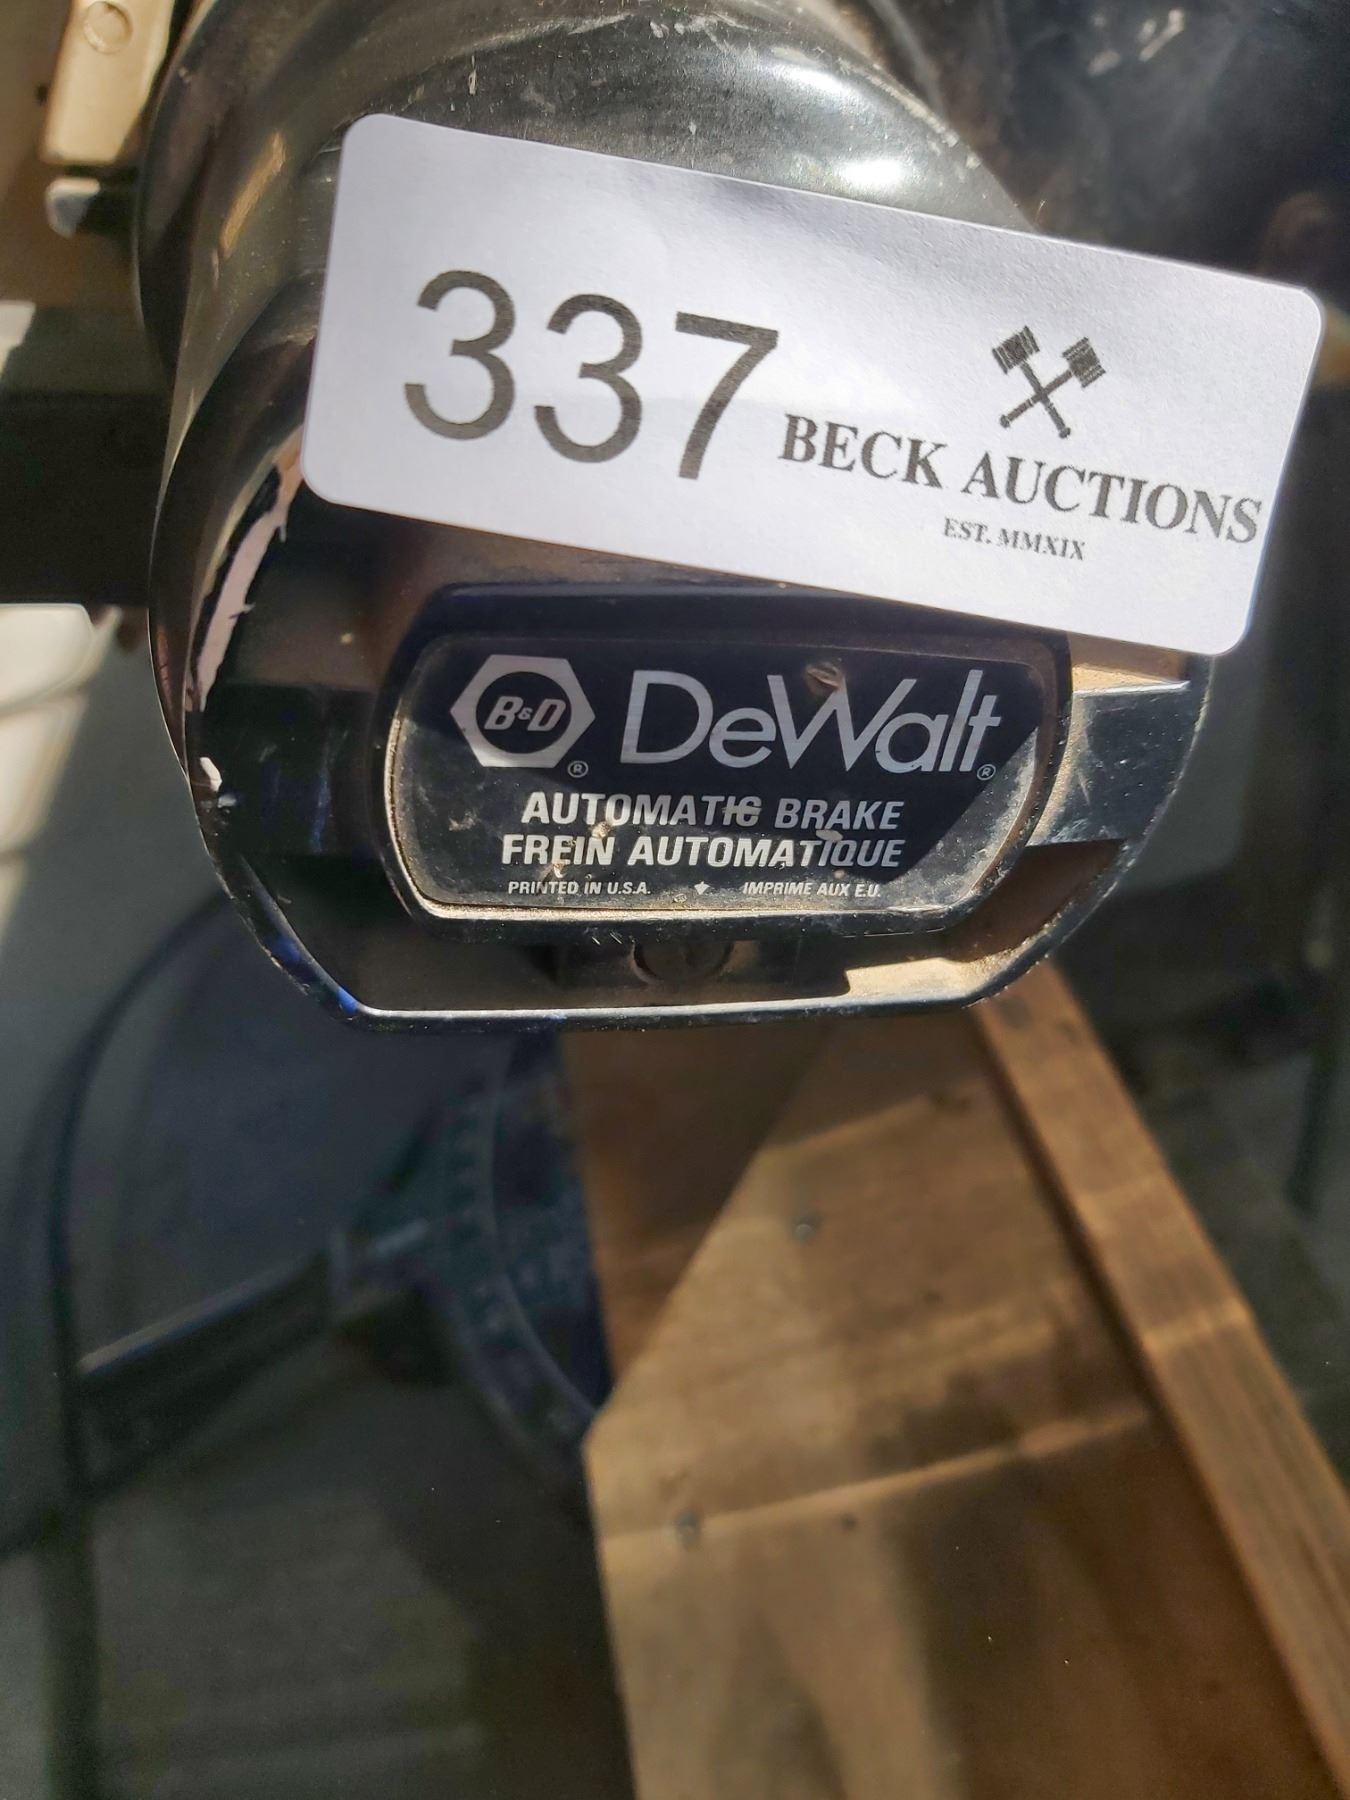 337
BECK AUCTIONS
EST. MMXIX
B&D ® DeWalt ®
AUTOMATIC BRAKE
FREIN AUTOMATIQUE
PRINTED IN U.S.A. IMPRIME AUX E.U.